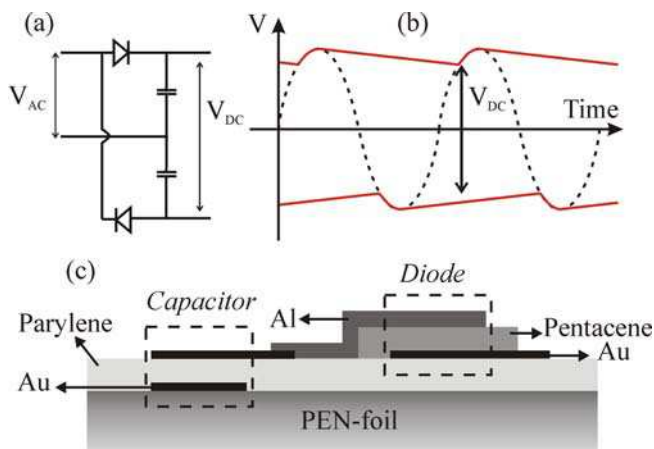 (a)
V_AC
V_DC
V
(b)
V_DC
Time
(c)
Capacitor
Diode
Parylene
Al
Pentacene
Au
Au
PEN-foil